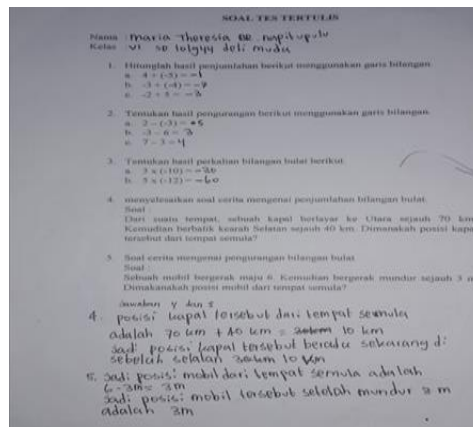 SOAL TES TERTULIS
Nama : Maria Theresia BR. napitupulu
Kelas : VI SD deli muda
1. Hitunglah hasil penjumlahan berikut menggunakan garis bilangan.
a. 4 + (-5) = -1
b. -3 + (-4) = -7
c. -2 + 5 = -3
2. Tentukan hasil pengurangan berikut menggunakan garis bilangan.
a. 2 – (-3) = 5
b. -3 – 6 = 3
c. 7 – 3 = 4
3. Tentukan hasil perkalian bilangan bulat berikut.
a. 3 x (-10) =
b. 5 x (-12) = -60
4. menyelesaikan soal cerita mengenai penjumlahan bilangan bulat.
Soal :
Dari suatu tempat, sebuah kapal berlayar ke Utara sejauh 70 km
Kemudian berbalik kearah Selatan sejauh 40 km. Dimanakah posisi kapa
tersebut dari tempat semula?
5. Soal cerita mengenai pengurangan bilangan bulat
Soal :
Sebuah mobil bergerak maju 6. Kemudian bergerak mundur sejauh 3 m
Dimanakah posisi mobil dari tempat semula?
Jawaban 4 dan 5
4. posisi kapal tersebut dari tempat semula
adalah 70 km + 40 km = 10 km
Jadi posisi kapal tersebut berada sekarang di
sebelah selatan 10 km
5. Jadi posisi mobil dari tempat semula adalah
6-3m= 3m
Jadi posisi mobil tersebut setelah mundur m
adalah 3m